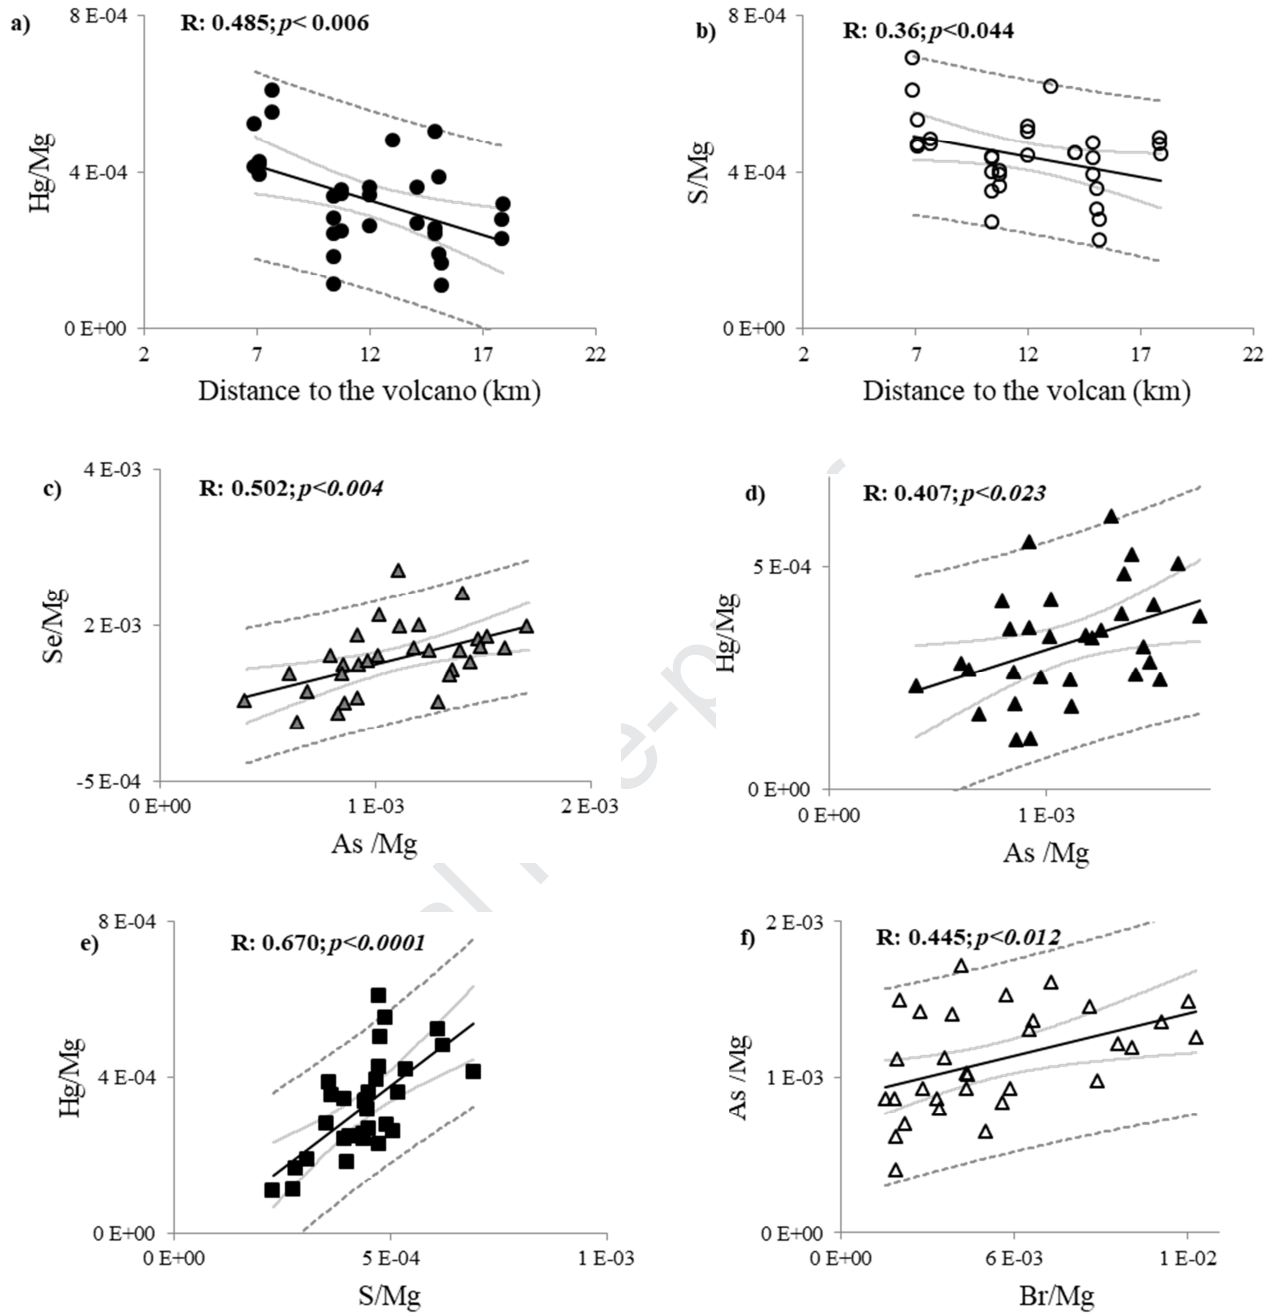 a)
R: 0.485; p< 0.006
8 E-04
4 E-04
0 E+00
Hg/Mg
2 7 12 17 22
Distance to the volcano (km)
b)
R: 0.36; p<0.044
8 E-04
4 E-04
0 E+00
S/Mg
2 7 12 17 22
Distance to the volcan (km)
c)
R: 0.502; p<0.004
4 E-03
2 E-03
-5 E-04
Se/Mg
0 E+00 1 E-03 2 E-03
As /Mg
d)
R: 0.407; p<0.023
5 E-04
0 E+00
Hg/Mg
0 E+00 1 E-03
As /Mg
e)
R: 0.670; p<0.0001
8 E-04
4 E-04
0 E+00
Hg/Mg
0 E+00 5 E-04 1 E-03
S/Mg
f)
R: 0.445; p<0.012
2 E-03
1 E-03
0 E+00
As /Mg
0 E+00 6 E-03 1 E-02
Br/Mg